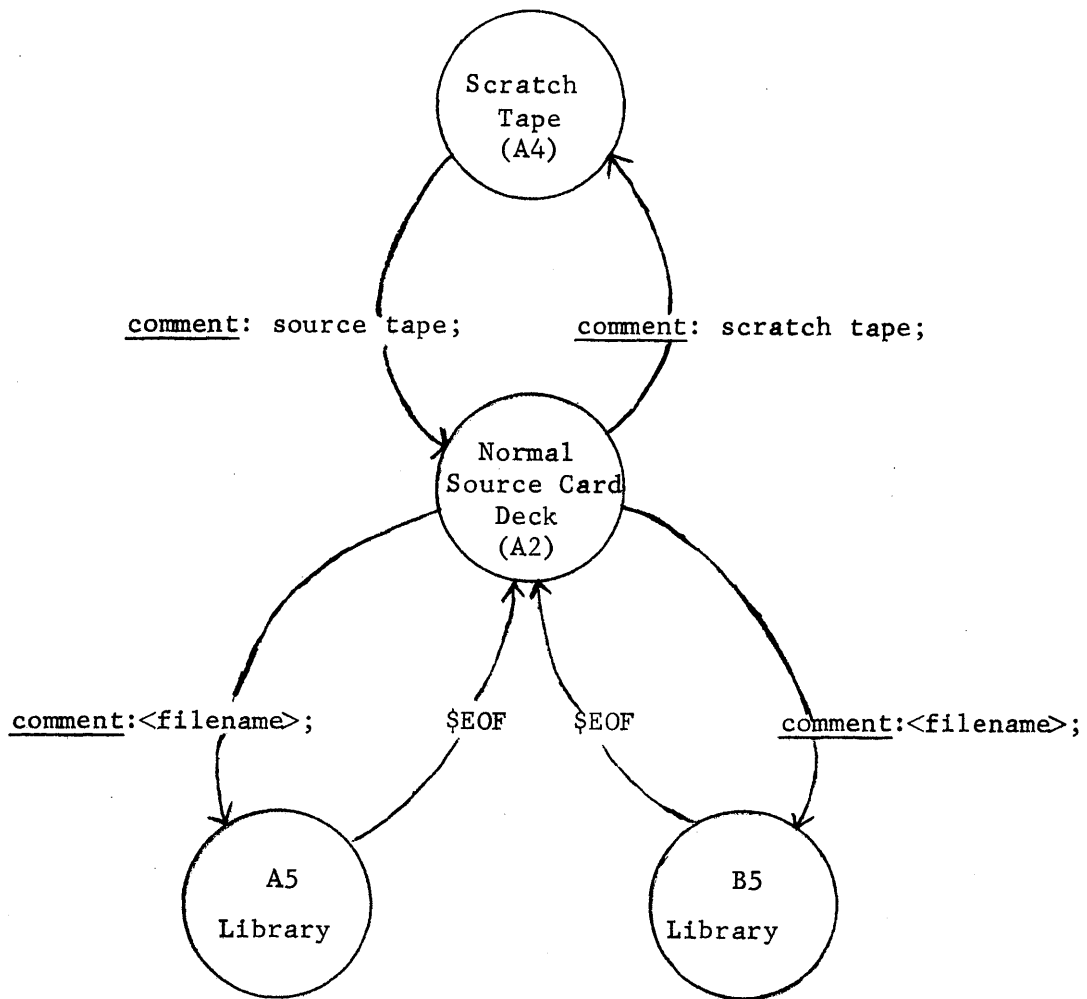 Scratch
Tape
(A4)
comment: source tape;
comment: scratch tape;
Normal
Source Card
Deck
(A2)
comment:<filename>;
$EOF
$EOF
comment:<filename>;
A5
Library
B5
Library